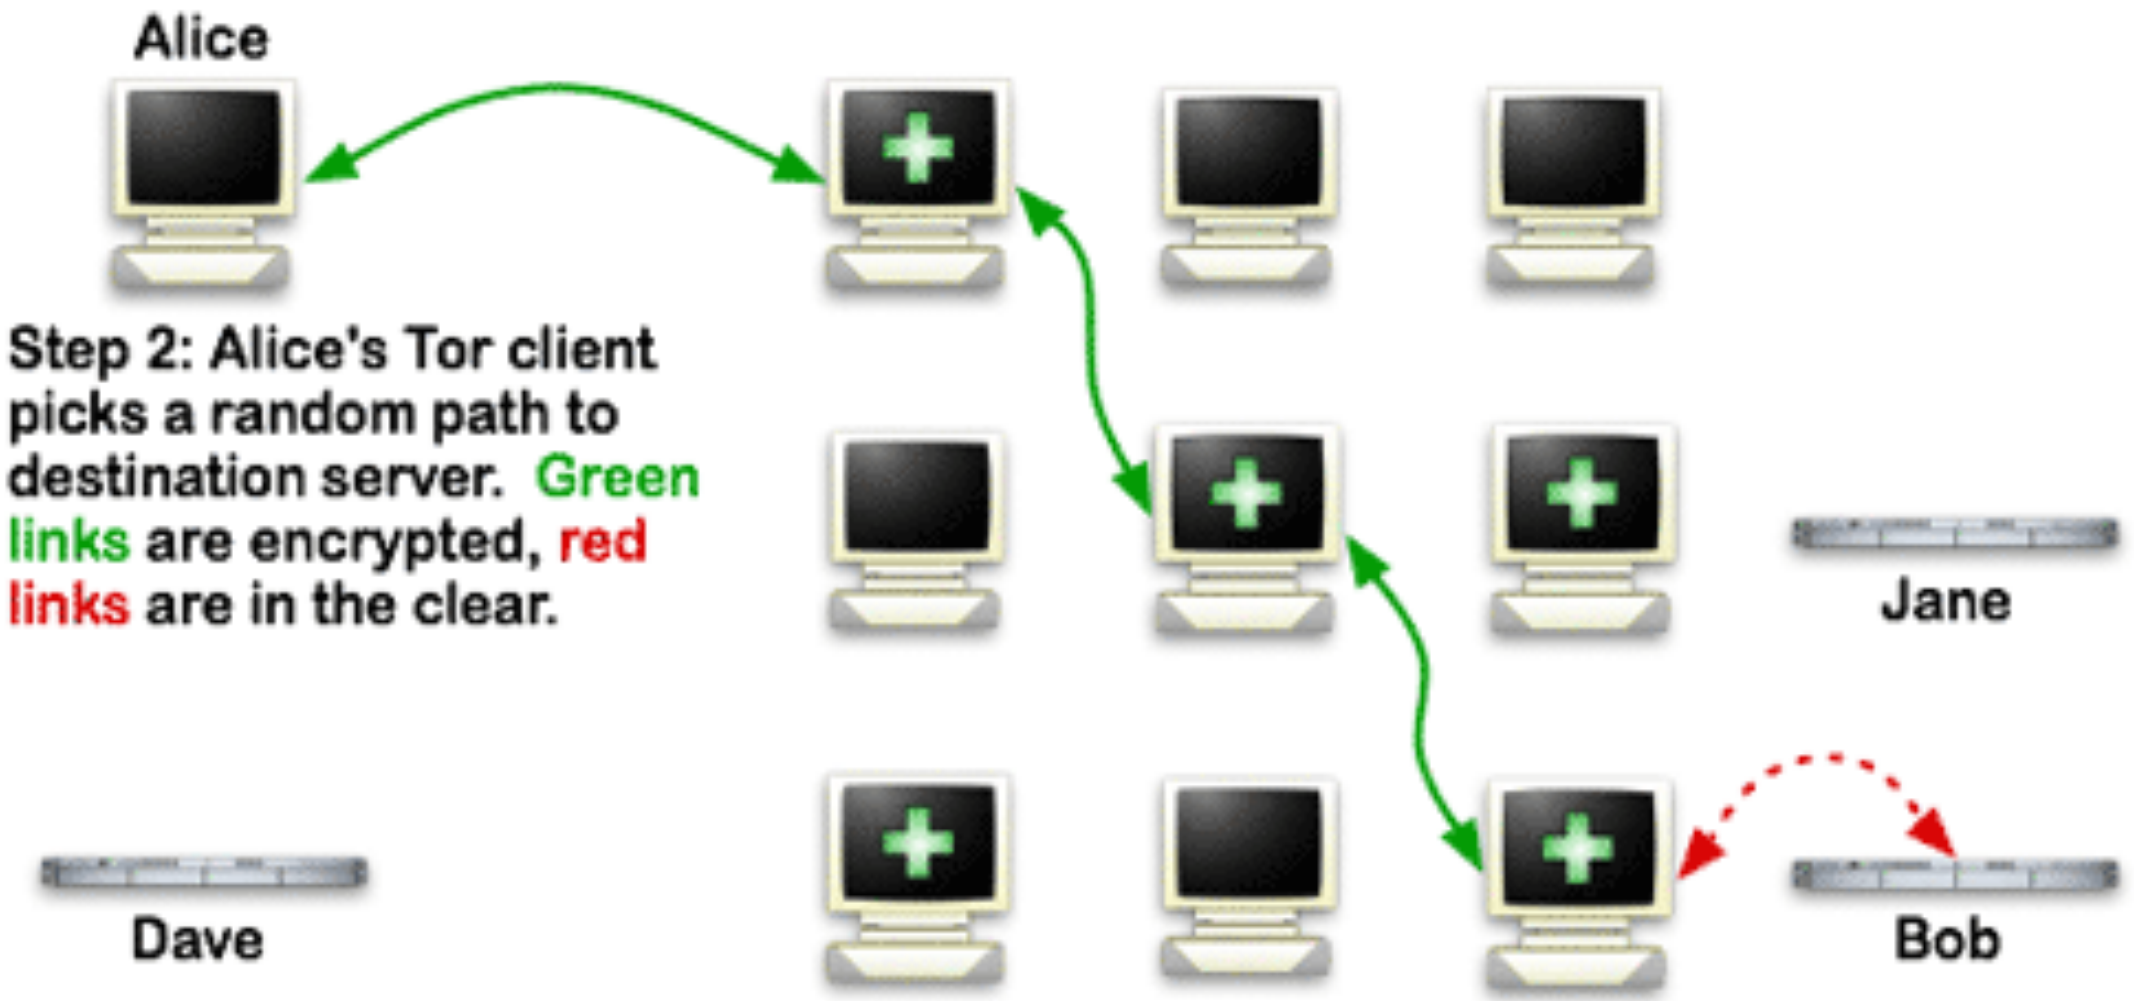 Alice
Step 2: Alice's Tor client
picks a random path to
destination server. Green
links are encrypted, red
links are in the clear.
Jane
Dave
Bob